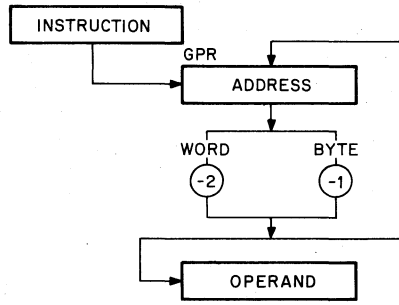 INSTRUCTION
GPR
ADDRESS
WORD BYTE
-2 -1
OPERAND